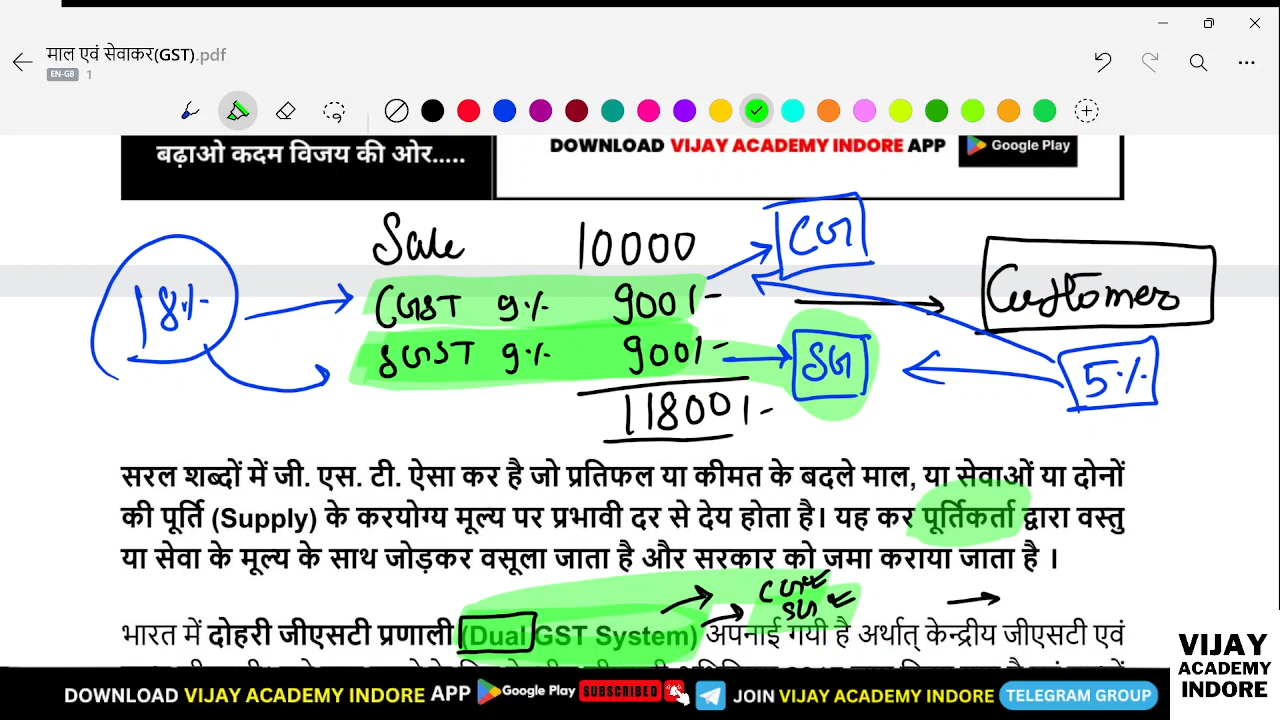 माल एवं सेवाकर(GST).pdf
EN-GB 1
बढ़ाओ कदम विजय की ओर.....
DOWNLOAD VIJAY ACADEMY INDORE APP Google Play
Sale 10000 CG
18% CGST 9% 900/- Customer
SGST 9% 900/- SG 5%
11800/-
सरल शब्दों में जी. एस. टी. ऐसा कर है जो प्रतिफल या कीमत के बदले माल, या सेवाओं या दोनों
की पूर्ति (Supply) के करयोग्य मूल्य पर प्रभावी दर से देय होता है। यह कर पूर्तिकर्ता द्वारा वस्तु
या सेवा के मूल्य के साथ जोड़कर वसूला जाता है और सरकार को जमा कराया जाता है ।
CG
SG
भारत में दोहरी जीएसटी प्रणाली (Dual GST System) अपनाई गयी है अर्थात् केन्द्रीय जीएसटी एवं
DOWNLOAD VIJAY ACADEMY INDORE APP Google Play SUBSCRIBED JOIN VIJAY ACADEMY INDORE TELEGRAM GROUP
VIJAY
ACADEMY
INDORE